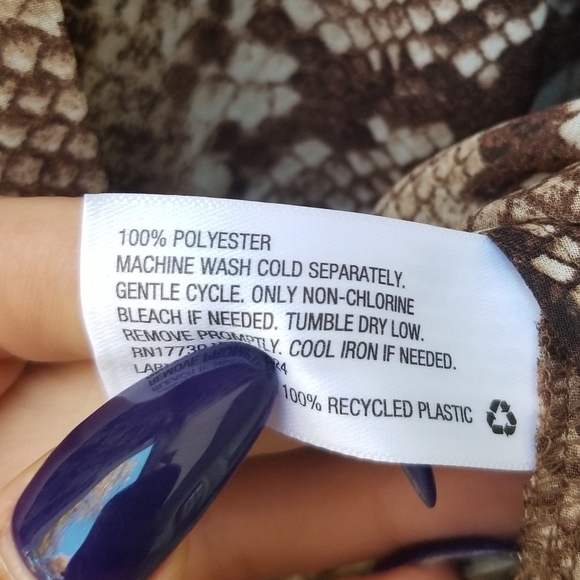 100% POLYESTER
MACHINE WASH COLD SEPARATELY.
GENTLE CYCLE. ONLY NON-CHLORINE
BLEACH IF NEEDED. TUMBLE DRY LOW.
REMOVE PROMPTLY. COOL IRON IF NEEDED.
100% RECYCLED PLASTIC